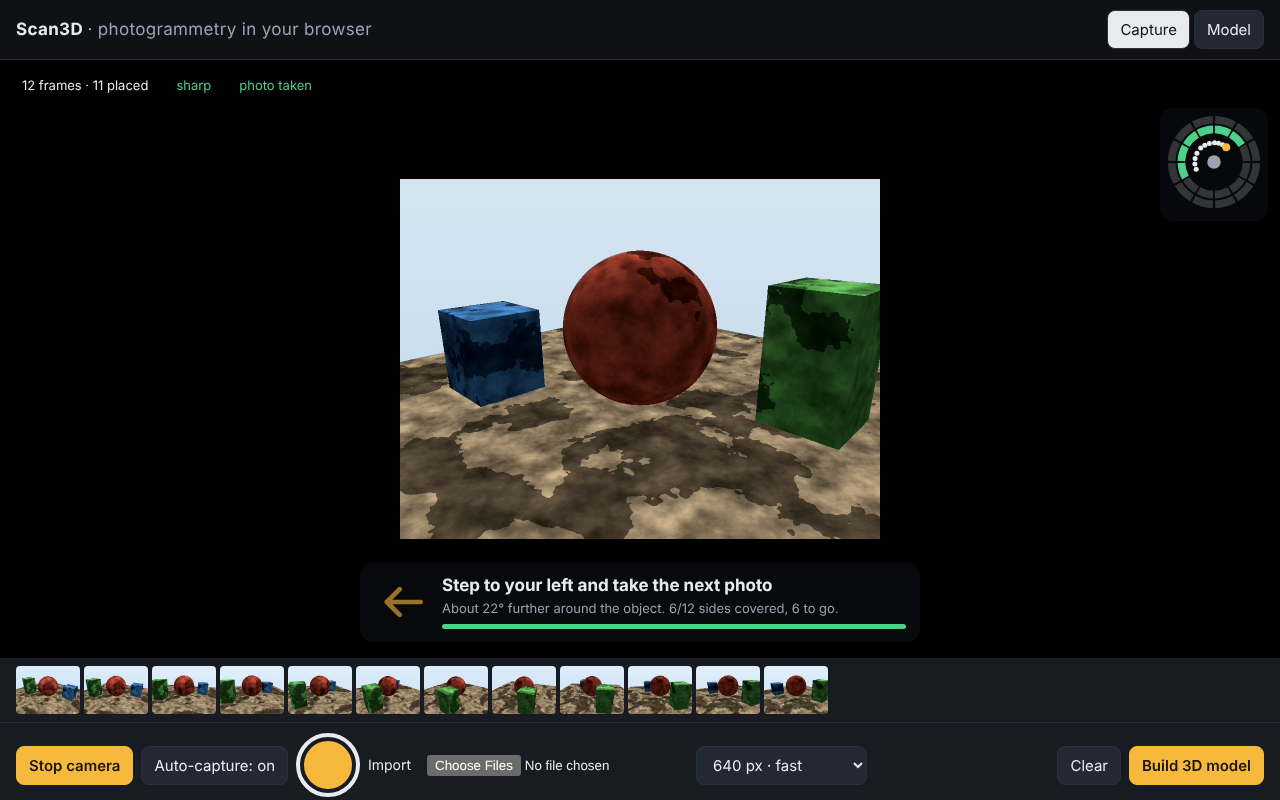 Scan3D · photogrammetry in your browser
Capture
Model
12 frames · 11 placed
sharp
photo taken
Step to your left and take the next photo
About 22° further around the object. 6/12 sides covered, 6 to go.
Stop camera
Auto-capture: on
Import
Choose Files
No file chosen
640 px · fast
Clear
Build 3D model